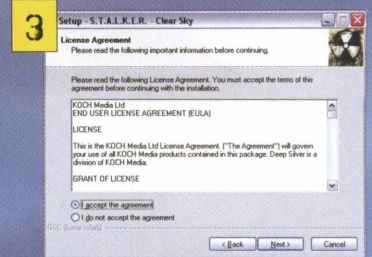 3
Setup - S.T.A.L.K.E.R. - Clear Sky
License Agreement
Please read the following important information before continuing.
Please read the following License Agreement. You must accept the terms of this
agreement before continuing with the installation.
KOCH Media Ltd
END USER LICENSE AGREEMENT (EULA)
LICENSE
This is the KOCH Media Ltd License Agreement. ("The Agreement") will govern
your use of all KOCH Media products contained in this package. Deep Silver is a
division of KOCH Media.
GRANT OF LICENSE
I accept the agreement
I do not accept the agreement
GSC Game World
< Back
Next >
Cancel